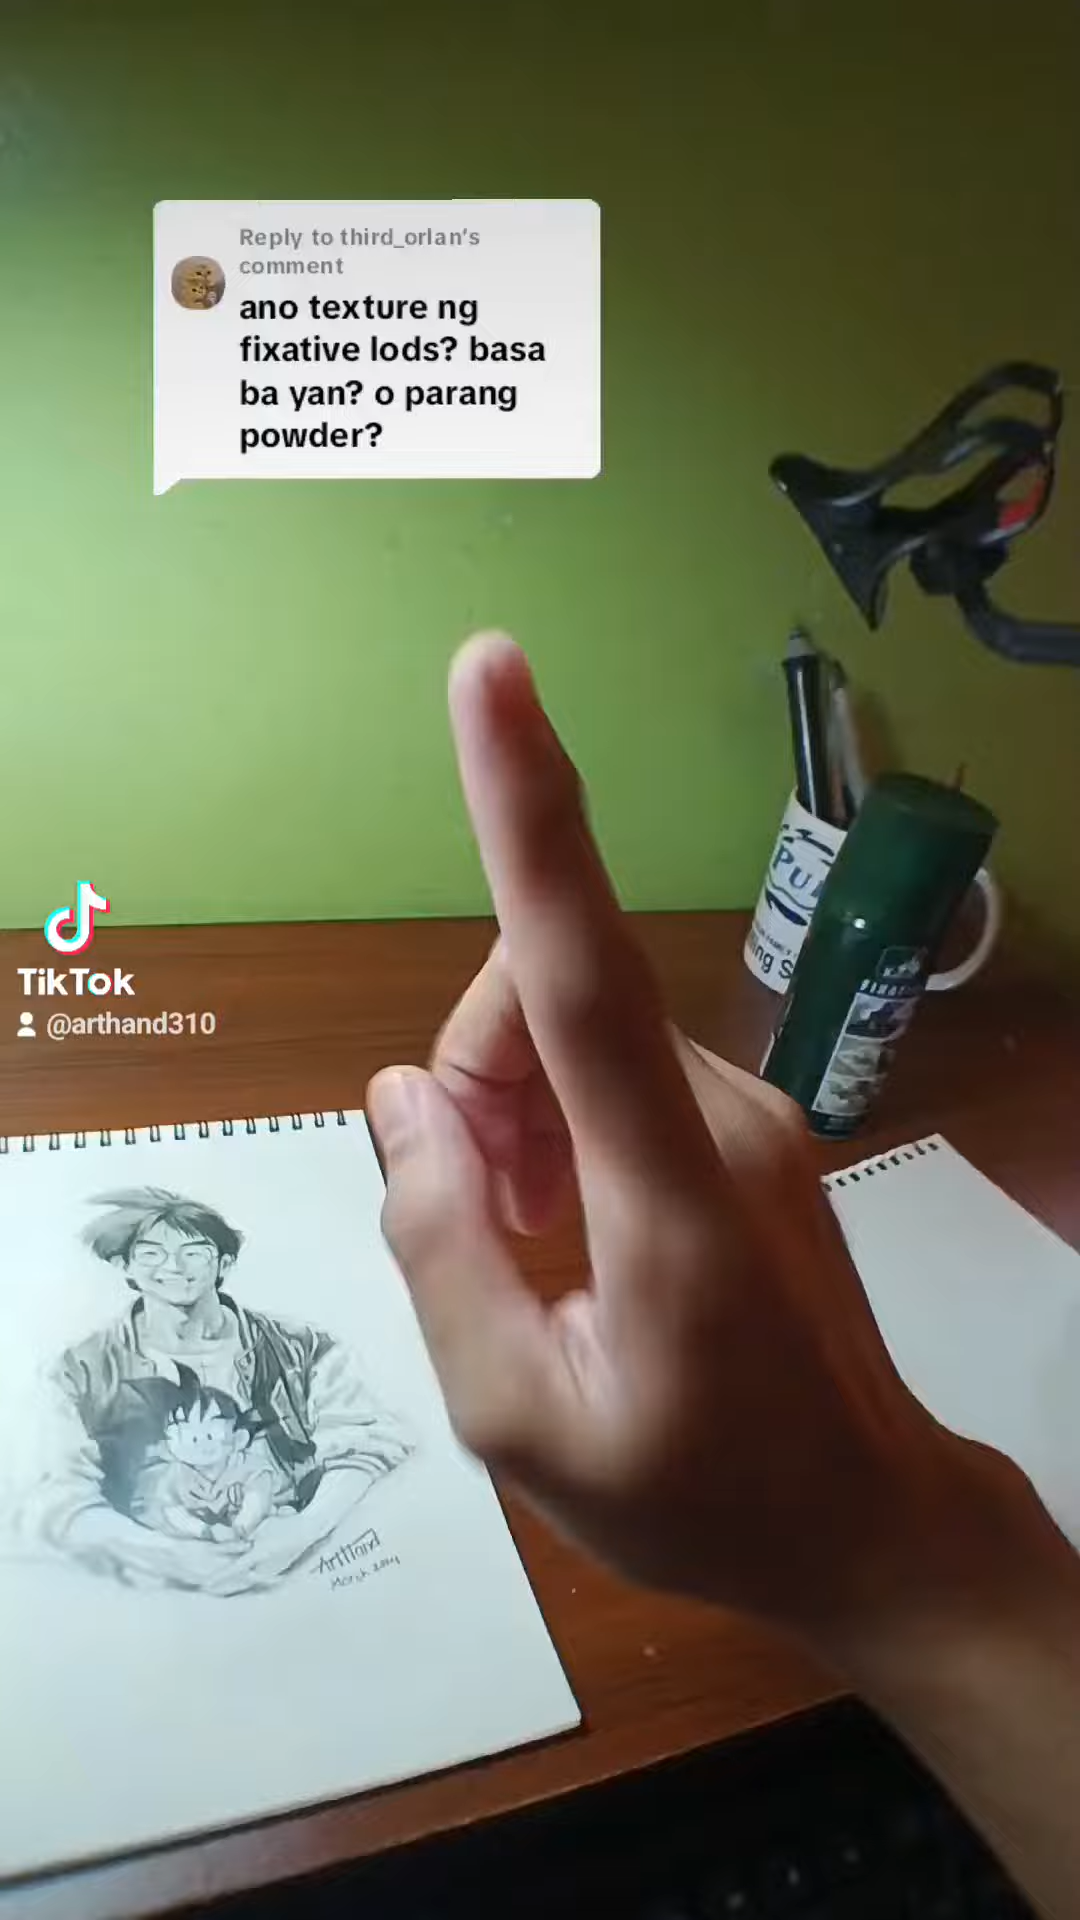 Reply to third_orlan's
comment
ano texture ng
fixative lods? basa
ba yan? o parang
powder?
TikTok
@arthand310
ArtHand
March 2024